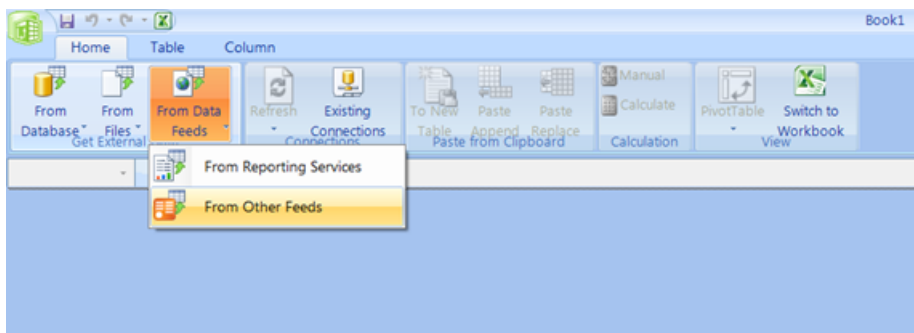 Book1
Home Table Column
From Database
From Files
From Data Feeds
Refresh
Existing Connections
To New Table
Paste Append
Paste Replace
Manual
Calculate
PivotTable
Switch to Workbook
Get External
Connections
Paste from Clipboard
Calculation
View
From Reporting Services
From Other Feeds